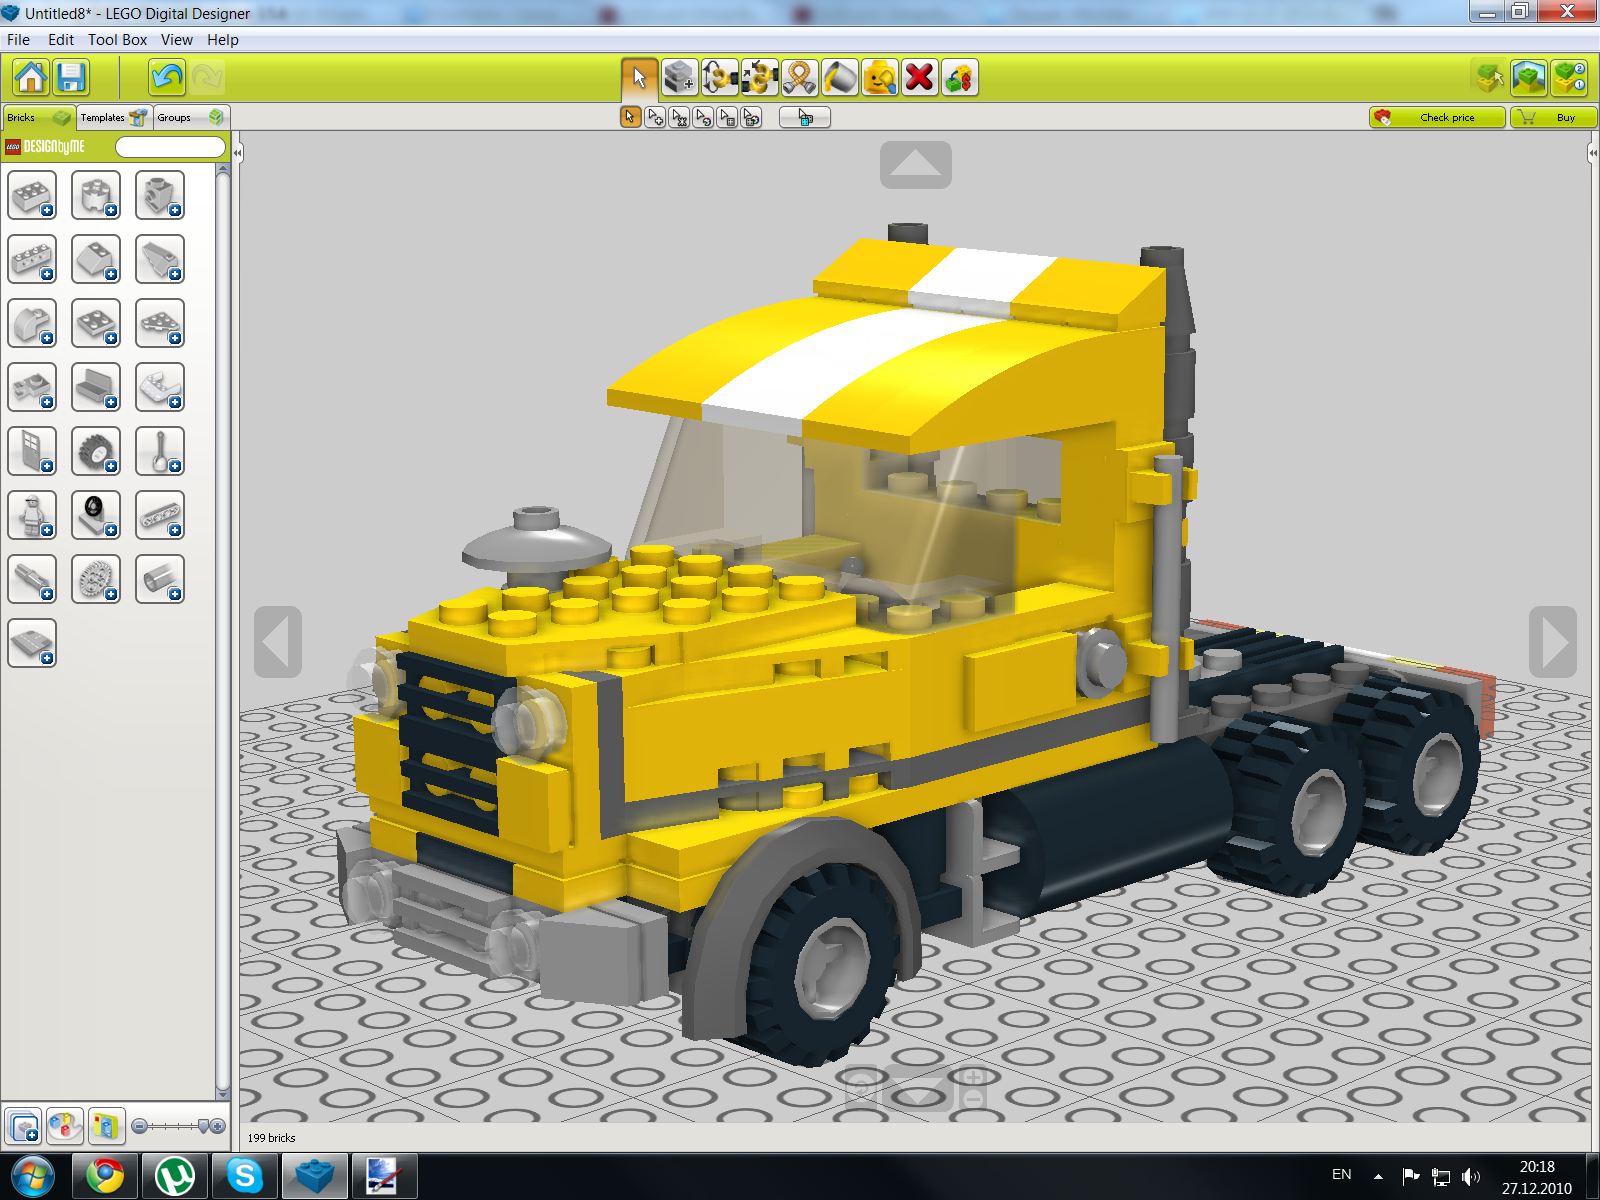 Untitled8* - LEGO Digital Designer
File Edit Tool Box View Help
Bricks Templates Groups
Check price Buy
LEGO DESIGNbyME
199 bricks
EN
20:18
27.12.2010